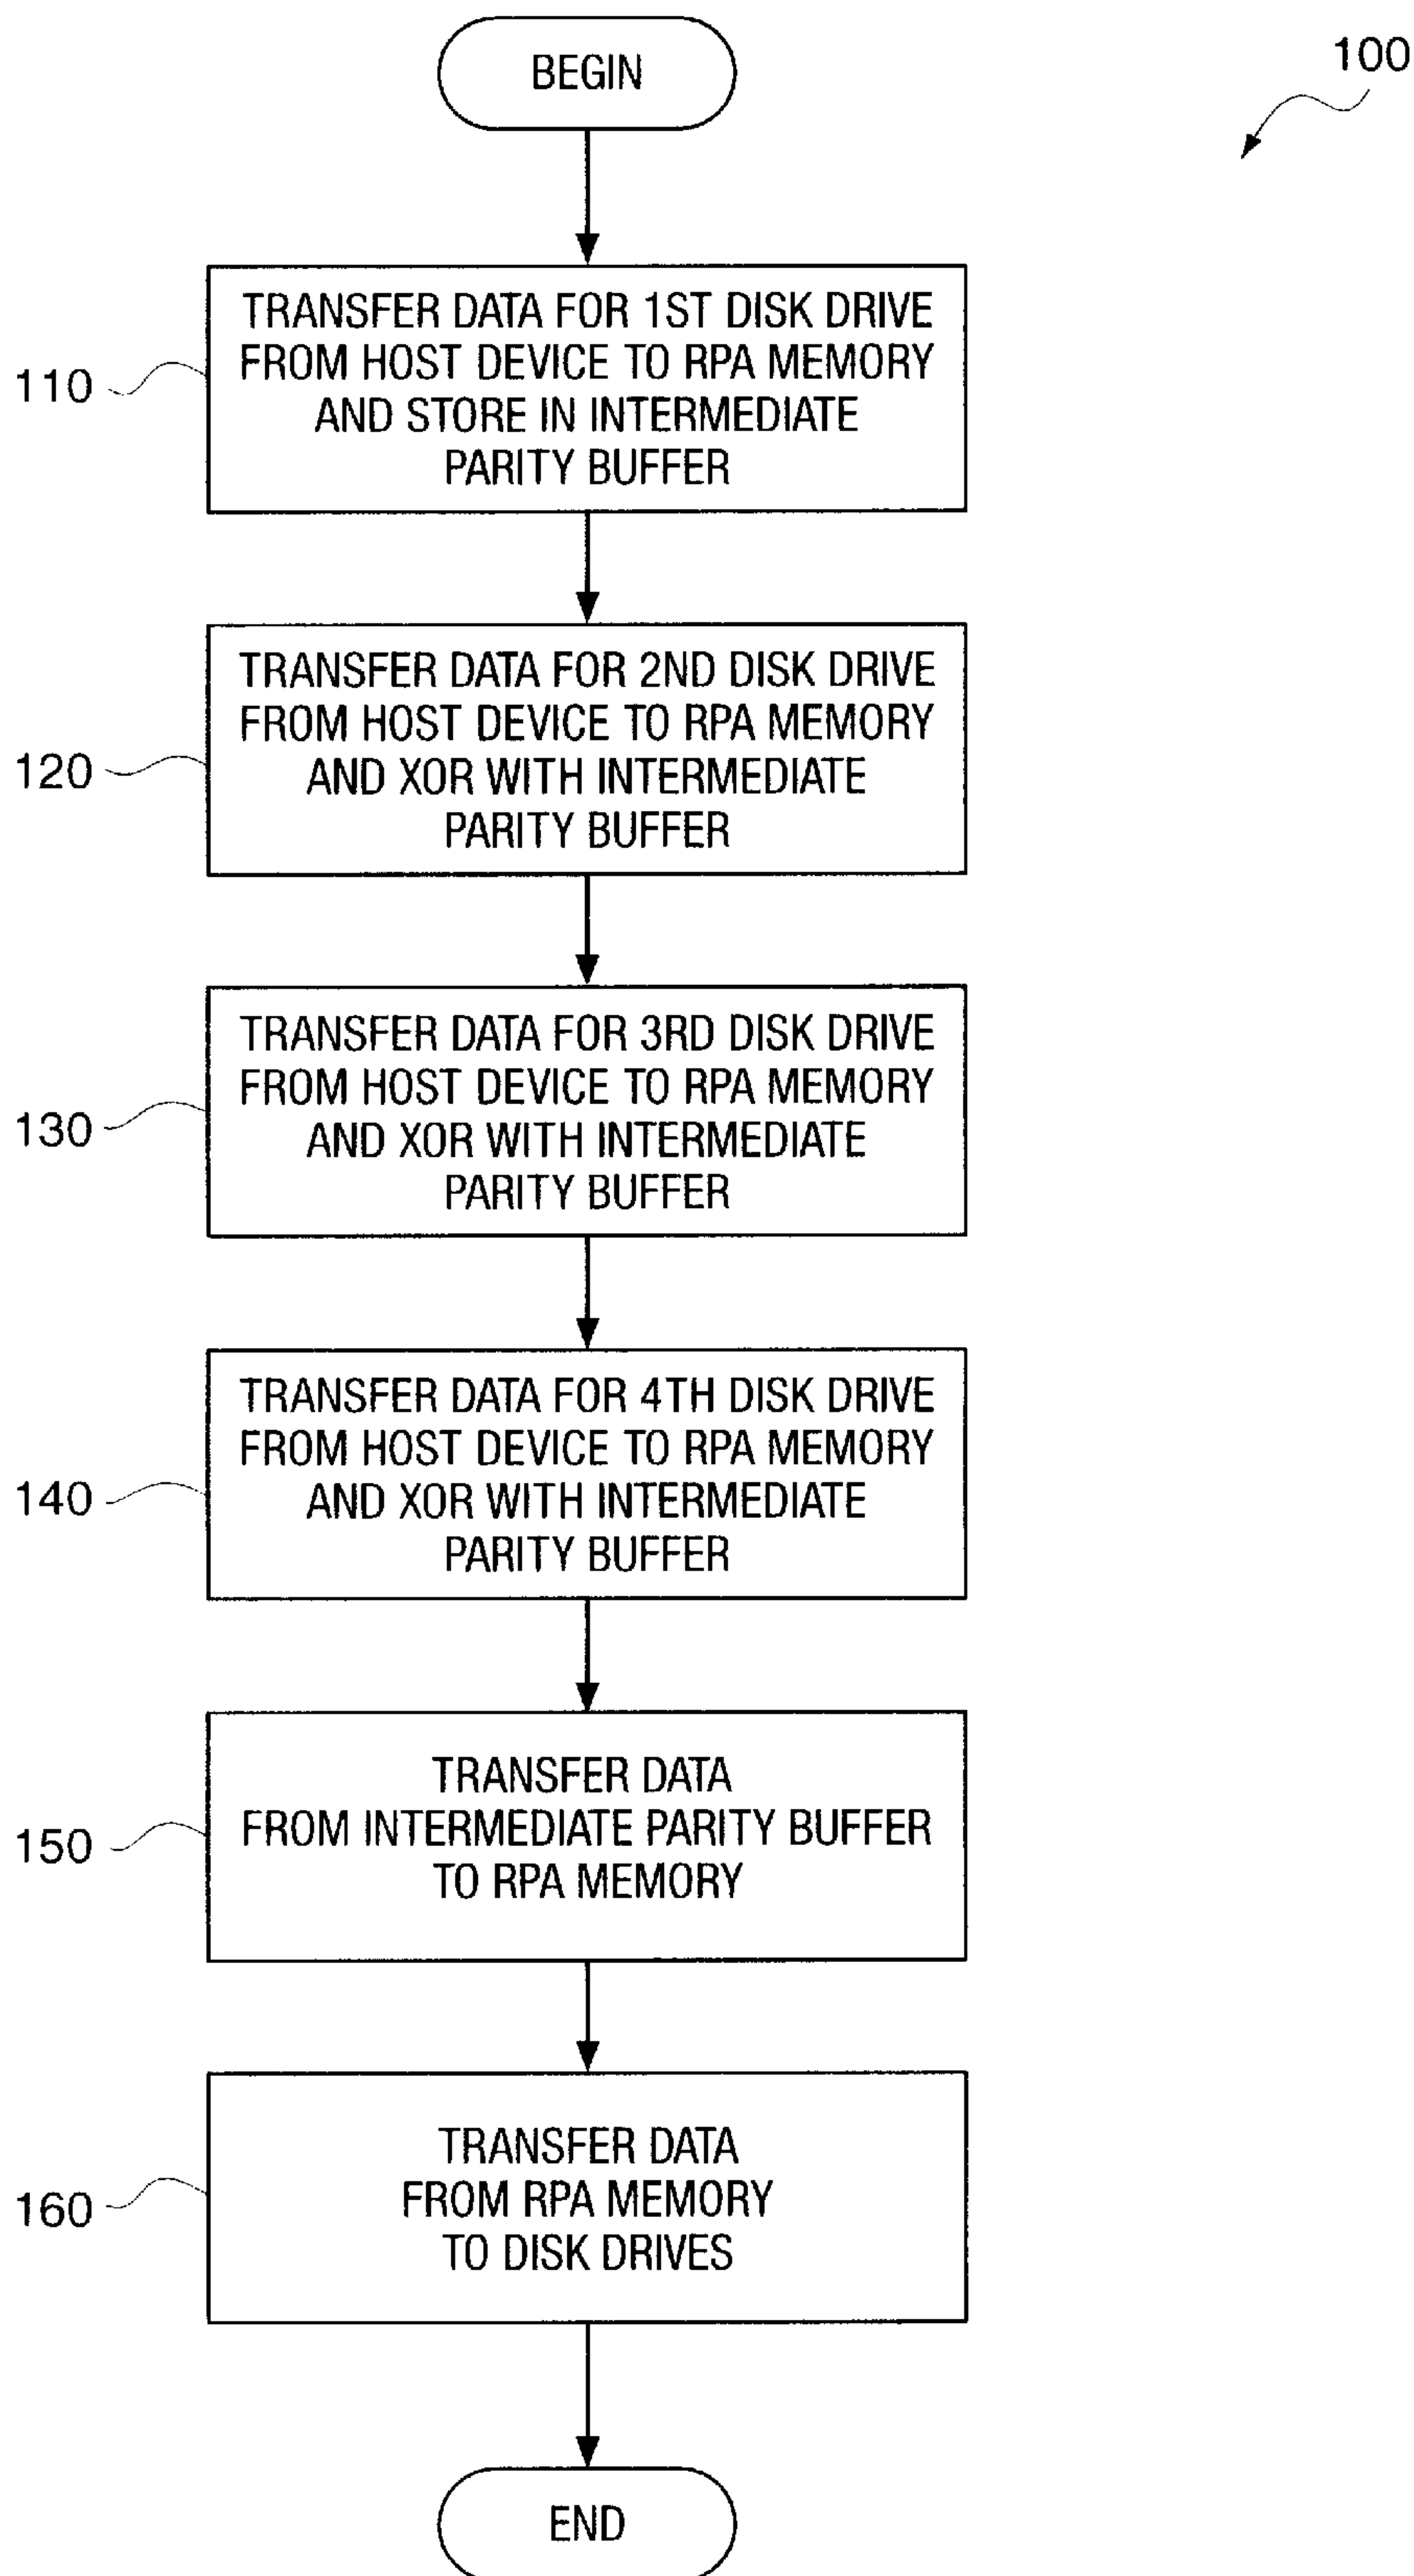 BEGIN
100
110
TRANSFER DATA FOR 1ST DISK DRIVE
FROM HOST DEVICE TO RPA MEMORY
AND STORE IN INTERMEDIATE
PARITY BUFFER
120
TRANSFER DATA FOR 2ND DISK DRIVE
FROM HOST DEVICE TO RPA MEMORY
AND XOR WITH INTERMEDIATE
PARITY BUFFER
130
TRANSFER DATA FOR 3RD DISK DRIVE
FROM HOST DEVICE TO RPA MEMORY
AND XOR WITH INTERMEDIATE
PARITY BUFFER
140
TRANSFER DATA FOR 4TH DISK DRIVE
FROM HOST DEVICE TO RPA MEMORY
AND XOR WITH INTERMEDIATE
PARITY BUFFER
150
TRANSFER DATA
FROM INTERMEDIATE PARITY BUFFER
TO RPA MEMORY
160
TRANSFER DATA
FROM RPA MEMORY
TO DISK DRIVES
END